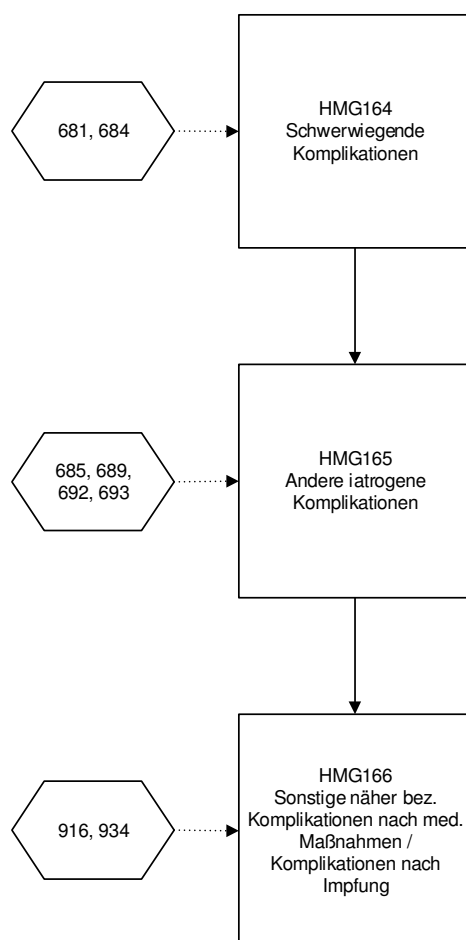 681, 684
HMG164
Schwerwiegende
Komplikationen
685, 689,
692, 693
HMG165
Andere iatrogene
Komplikationen
916, 934
HMG166
Sonstige näher bez.
Komplikationen nach med.
Maßnahmen /
Komplikationen nach
Impfung